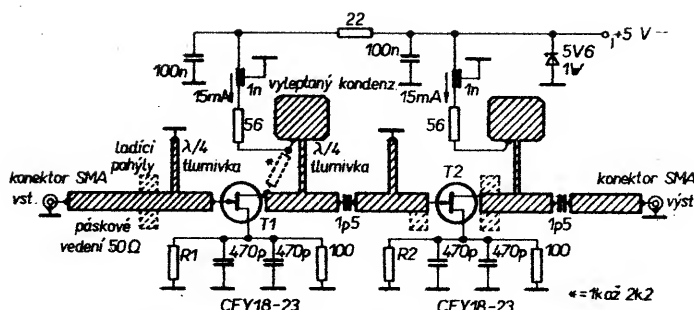 22
+5 V
100n
100n
5V6
1W
15mA
1n
vyleptaný kondenz.
15mA
1n
56
56
ladící
pahýly
λ/4
tlumivka
*
λ/4
tlumivka
konektor SMA
vst.
T2
konektor SMA
výst.
páskové
vedení 50Ω
T1
1p5
1p5
R1
470p
470p
100
R2
470p
470p
100
CFY18-23
CFY18-23
*=1k až 2k2